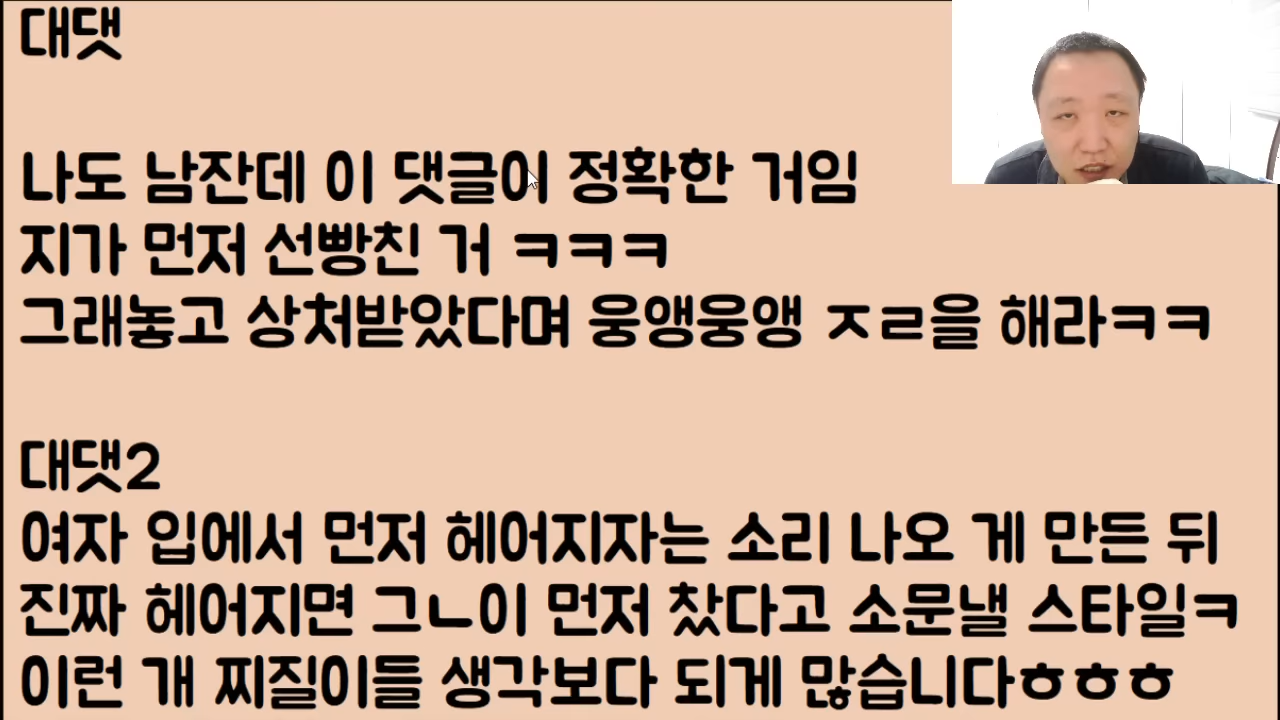 대댓
나도 남잔데 이 댓글이 정확한 거임
지가 먼저 선빵친 거 ㅋㅋㅋ
그래놓고 상처받았다며 웅앵웅앵 ㅈㄹ을 해라ㅋㅋ
대댓2
여자 입에서 먼저 헤어지자는 소리 나오 게 만든 뒤
진짜 헤어지면 그ㄴ이 먼저 찼다고 소문낼 스타일ㅋ
이런 개 찌질이들 생각보다 되게 많습니다ㅎㅎㅎ